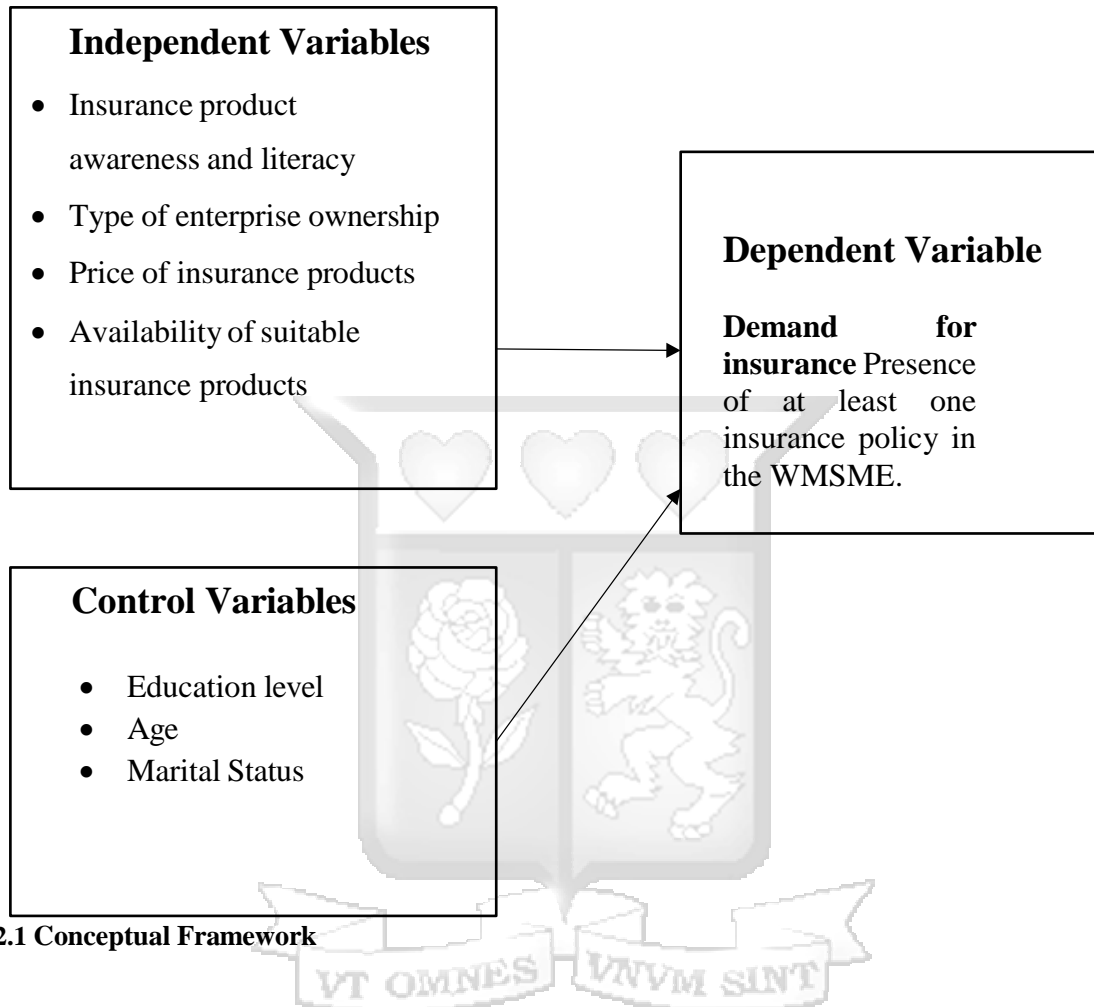 Independent Variables
• Insurance product
awareness and literacy
• Type of enterprise ownership
• Price of insurance products
• Availability of suitable
insurance products
Dependent Variable
Demand for
insurance Presence
of at least one
insurance policy in
the WMSME.
Control Variables
• Education level
• Age
• Marital Status
2.1 Conceptual Framework
VT OMNES VNVM SINT